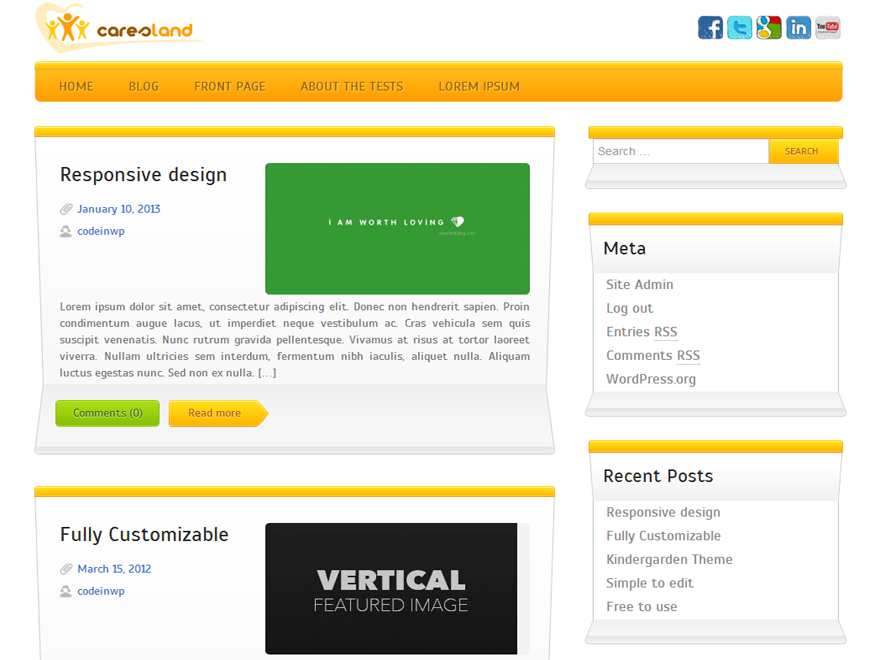 caresland
HOME BLOG FRONT PAGE ABOUT THE TESTS LOREM IPSUM
Responsive design
January 10, 2013
codeinwp
I AM WORTH LOVING
Lorem ipsum dolor sit amet, consectetur adipiscing elit. Donec non hendrerit sapien. Proin
condimentum augue lacus, ut imperdiet neque vestibulum ac. Cras vehicula sem quis
suscipit venenatis. Nunc rutrum gravida pellentesque. Vivamus at risus at tortor laoreet
viverra. Nullam ultricies sem interdum, fermentum nibh iaculis, aliquet nulla. Aliquam
luctus egestas nunc. Sed non ex nulla. [...]
Comments (0) Read more
Fully Customizable
March 15, 2012
codeinwp
VERTICAL
FEATURED IMAGE
Search ... SEARCH
Meta
Site Admin
Log out
Entries RSS
Comments RSS
WordPress.org
Recent Posts
Responsive design
Fully Customizable
Kindergarden Theme
Simple to edit
Free to use